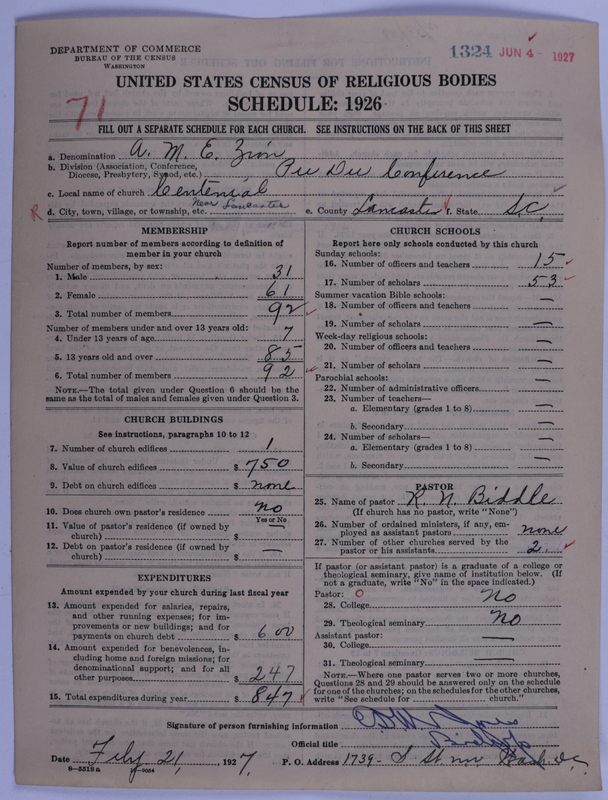 DEPARTMENT OF COMMERCE
BUREAU OF THE CENSUS
WASHINGTON
1324 JUN 4 - 1927
UNITED STATES CENSUS OF RELIGIOUS BODIES
SCHEDULE: 1926
71
FILL OUT A SEPARATE SCHEDULE FOR EACH CHURCH. SEE INSTRUCTIONS ON THE BACK OF THIS SHEET
a. Denomination A. M. E. Zion
b. Division (Association, Conference, Diocese, Presbytery, Synod, etc.) Pee Dee Conference
c. Local name of church
d. City, town, village, or township, etc. Near Lancaster e. County Lancaster f. State S.C.
MEMBERSHIP
Report number of members according to definition of
member in your church
Number of members, by sex:
1. Male 31
2. Female 61
3. Total number of members 92
Number of members under and over 13 years old:
4. Under 13 years of age 7
5. 13 years old and over 85
6. Total number of members 92
NOTE.—The total given under Question 6 should be the
same as the total of males and females given under Question 3.
CHURCH BUILDINGS
See instructions, paragraphs 10 to 12
7. Number of church edifices 1
8. Value of church edifices $ 750
9. Debt on church edifices $ none
10. Does church own pastor's residence no
Yes or No
11. Value of pastor's residence (if owned by
church) $ —
12. Debt on pastor's residence (if owned by
church) $ —
EXPENDITURES
Amount expended by your church during last fiscal year
13. Amount expended for salaries, repairs,
and other running expenses; for im-
provements or new buildings; and for
payments on church debt $ 600
14. Amount expended for benevolences, in-
cluding home and foreign missions; for
denominational support; and for all
other purposes $ 247
15. Total expenditures during year $ 847
CHURCH SCHOOLS
Report here only schools conducted by this church
Sunday schools:
16. Number of officers and teachers 15
17. Number of scholars 53
Summer vacation Bible schools:
18. Number of officers and teachers —
19. Number of scholars —
Week-day religious schools:
20. Number of officers and teachers —
21. Number of scholars —
Parochial schools:
22. Number of administrative officers —
23. Number of teachers—
a. Elementary (grades 1 to 8) —
b. Secondary —
24. Number of scholars—
a. Elementary (grades 1 to 8) —
b. Secondary —
PASTOR
25. Name of pastor R. N. Biddle
(If church has no pastor, write "None")
26. Number of ordained ministers, if any, em-
ployed as assistant pastors none
27. Number of other churches served by the
pastor or his assistants 2
If pastor (or assistant pastor) is a graduate of a college or
theological seminary, give name of institution below. (If
not a graduate, write "No" in the space indicated.)
Pastor: 0
28. College No
29. Theological seminary No
Assistant pastor: —
30. College
31. Theological seminary —
NOTE.—Where one pastor serves two or more churches,
Questions 28 and 29 should be answered only on the schedule
for one of the churches; on the schedules for the other churches,
write "See schedule for church."
Signature of person furnishing information
Official title Bishop
Date 21, 1927. P. O. Address 1739- S St nw Wash. D.C.
8—5519a